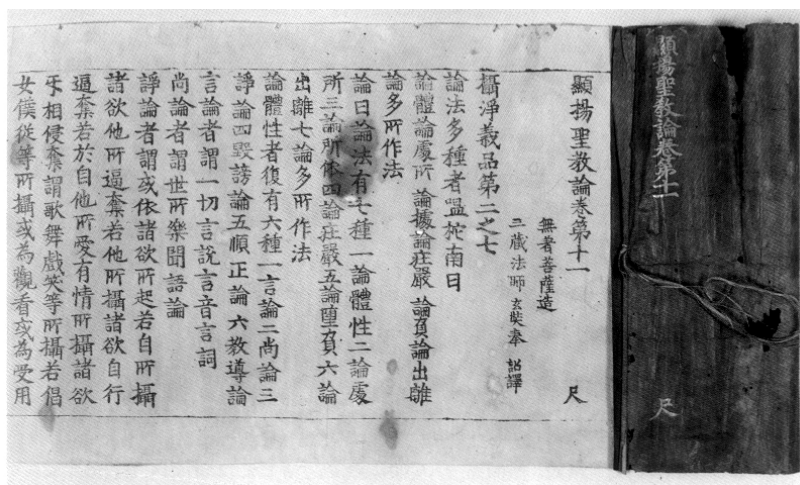 顯揚聖教論卷第十一
尺
顯揚聖教論卷第十一 尺
無著菩薩造
三藏法師玄奘奉 詔譯
攝淨義品第二之七
論法多種者嗢柁南曰
論體論處所 論據論莊嚴 論負論出離
論多所作法
論曰論法有七種一論體性二論處
所三論所依四論莊嚴五論墮負六論
出離七論多所作法
論體性者復有六種一言論二尚論三
諍論四毀謗論五順正論六教導論
言論者謂一切言說言音言詞
尚論者謂世所樂聞語論
諍論者謂或依諸欲所起若自所攝
諸欲他所逼奪若他所攝諸欲自行
逼奪若於自他所愛有情所攝諸欲
互相侵奪謂歌舞戲笑等所攝若倡
女僕從等所攝或為觀看或為受用